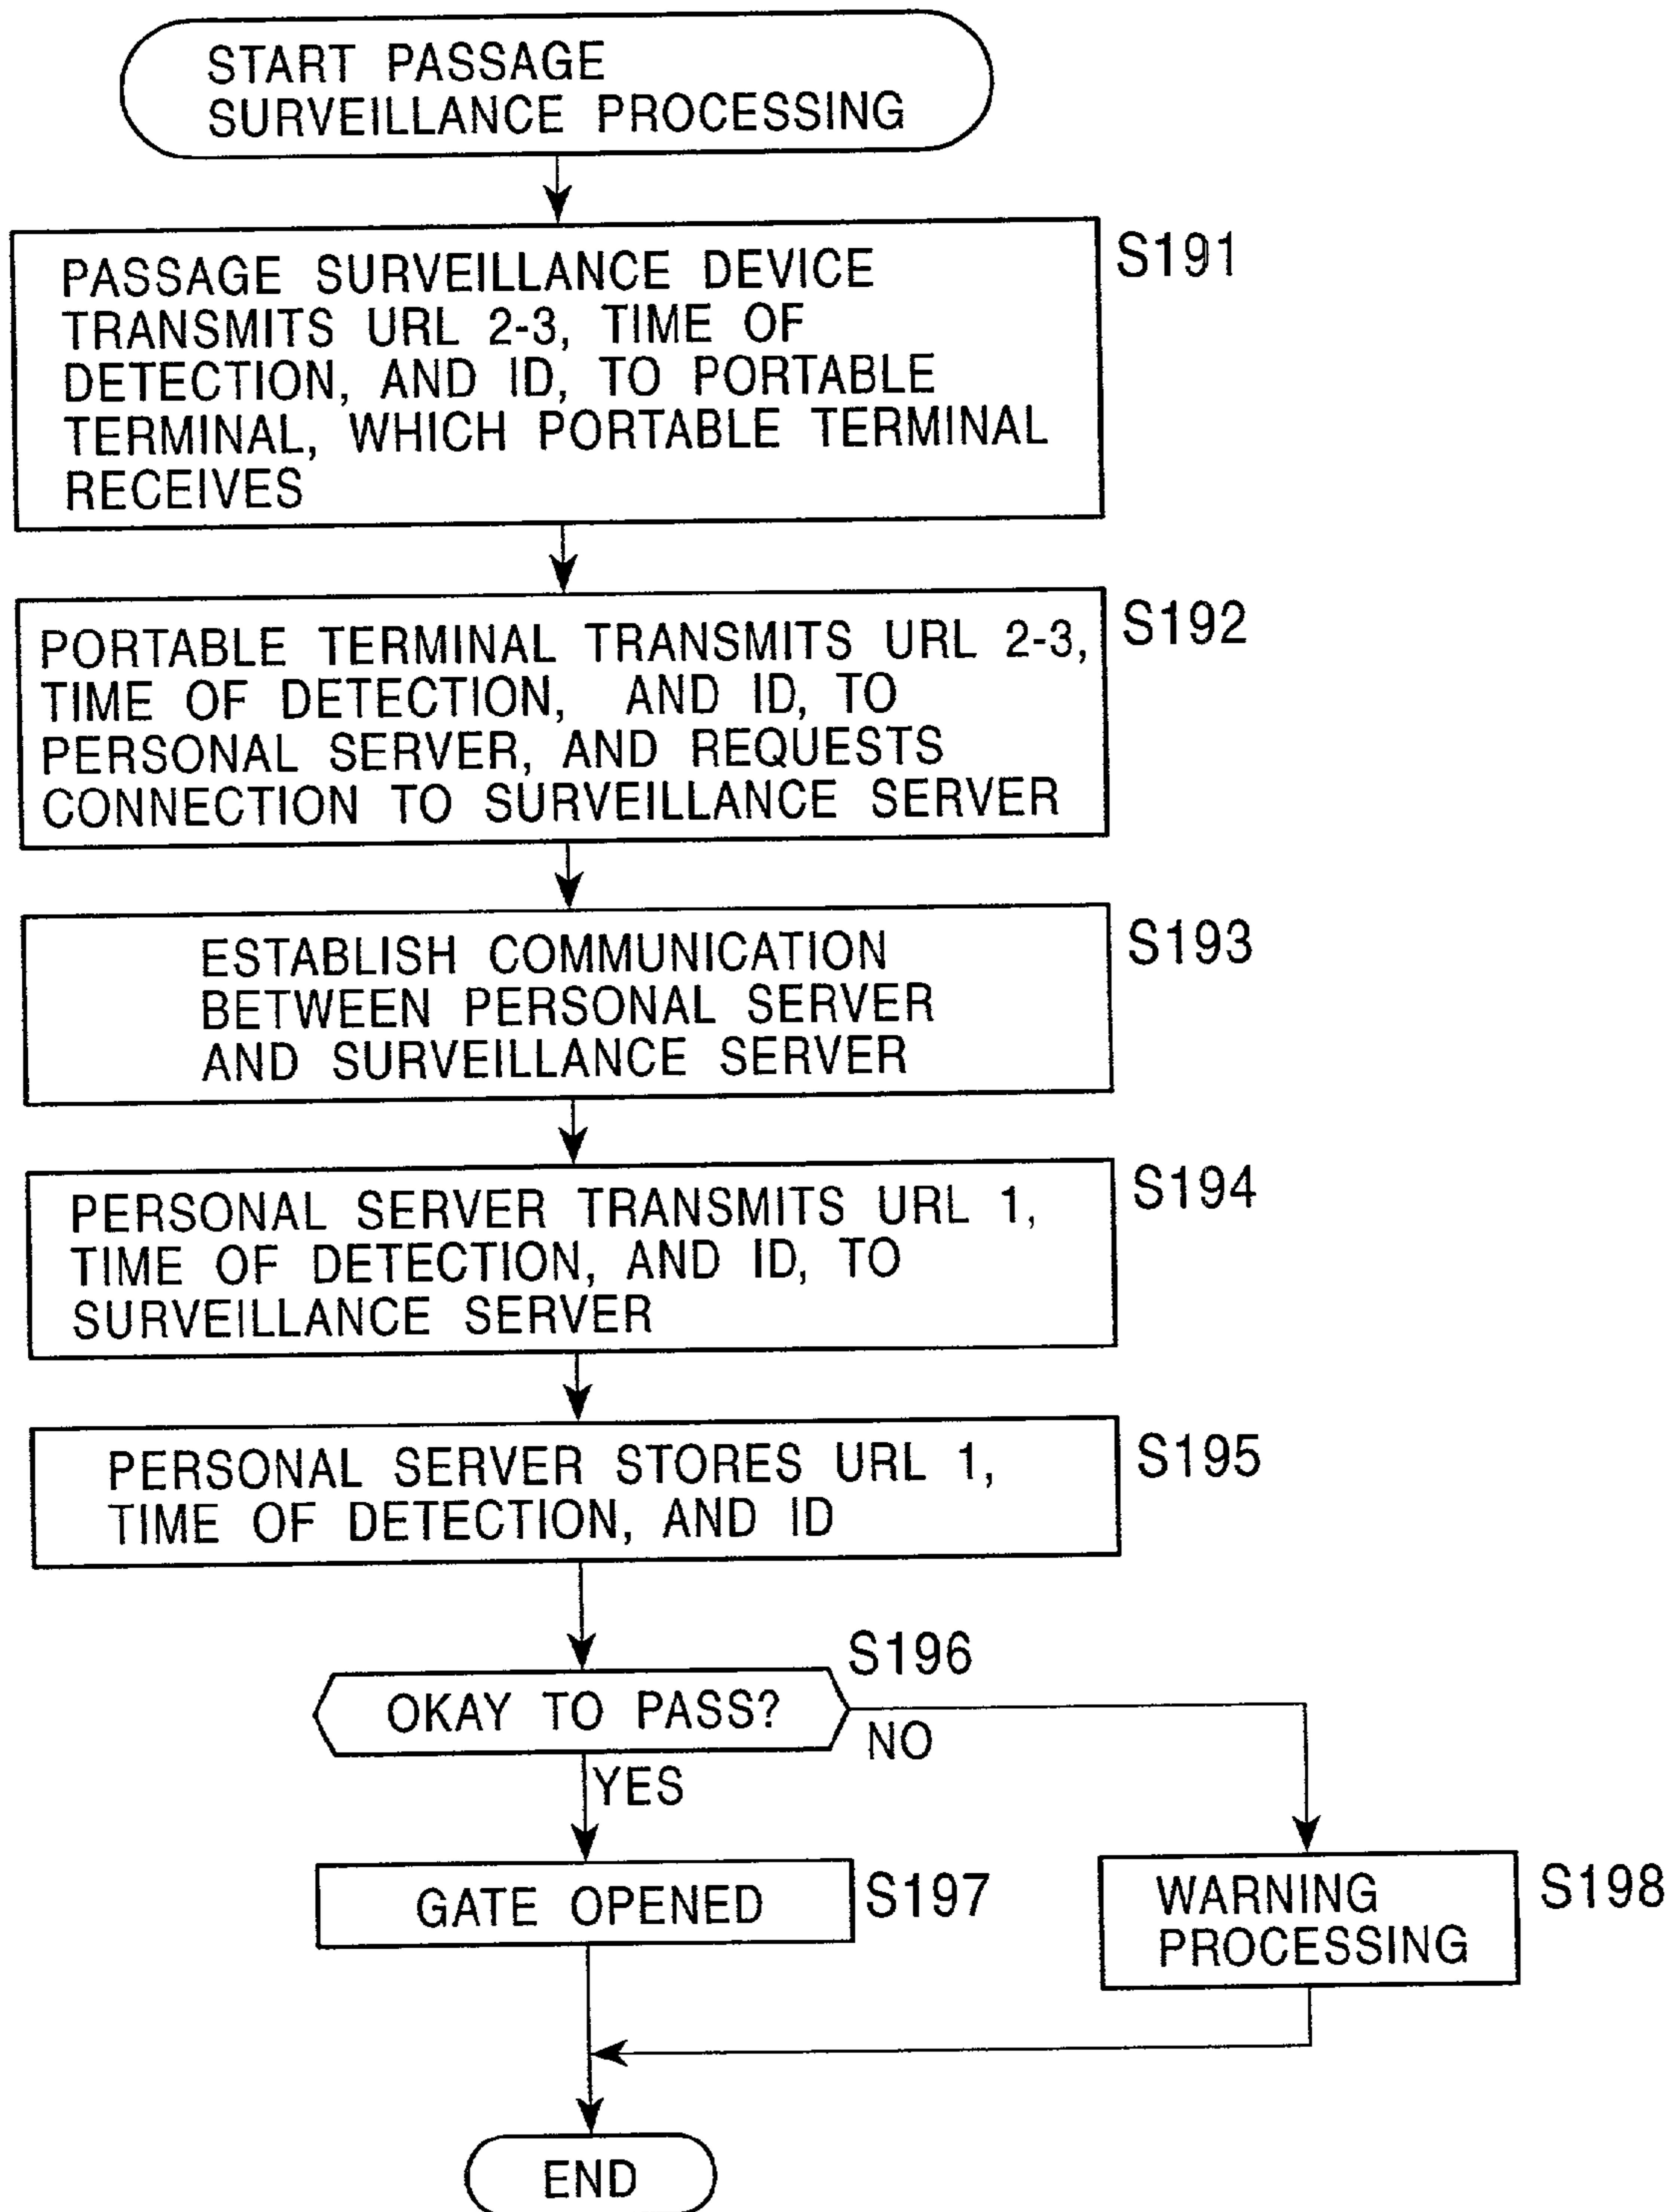 START PASSAGE
SURVEILLANCE PROCESSING
PASSAGE SURVEILLANCE DEVICE
TRANSMITS URL 2-3, TIME OF
DETECTION, AND ID, TO PORTABLE
TERMINAL, WHICH PORTABLE TERMINAL
RECEIVES
S191
PORTABLE TERMINAL TRANSMITS URL 2-3,
TIME OF DETECTION, AND ID, TO
PERSONAL SERVER, AND REQUESTS
CONNECTION TO SURVEILLANCE SERVER
S192
ESTABLISH COMMUNICATION
BETWEEN PERSONAL SERVER
AND SURVEILLANCE SERVER
S193
PERSONAL SERVER TRANSMITS URL 1,
TIME OF DETECTION, AND ID, TO
SURVEILLANCE SERVER
S194
PERSONAL SERVER STORES URL 1,
TIME OF DETECTION, AND ID
S195
OKAY TO PASS?
S196
NO
YES
GATE OPENED
S197
WARNING
PROCESSING
S198
END